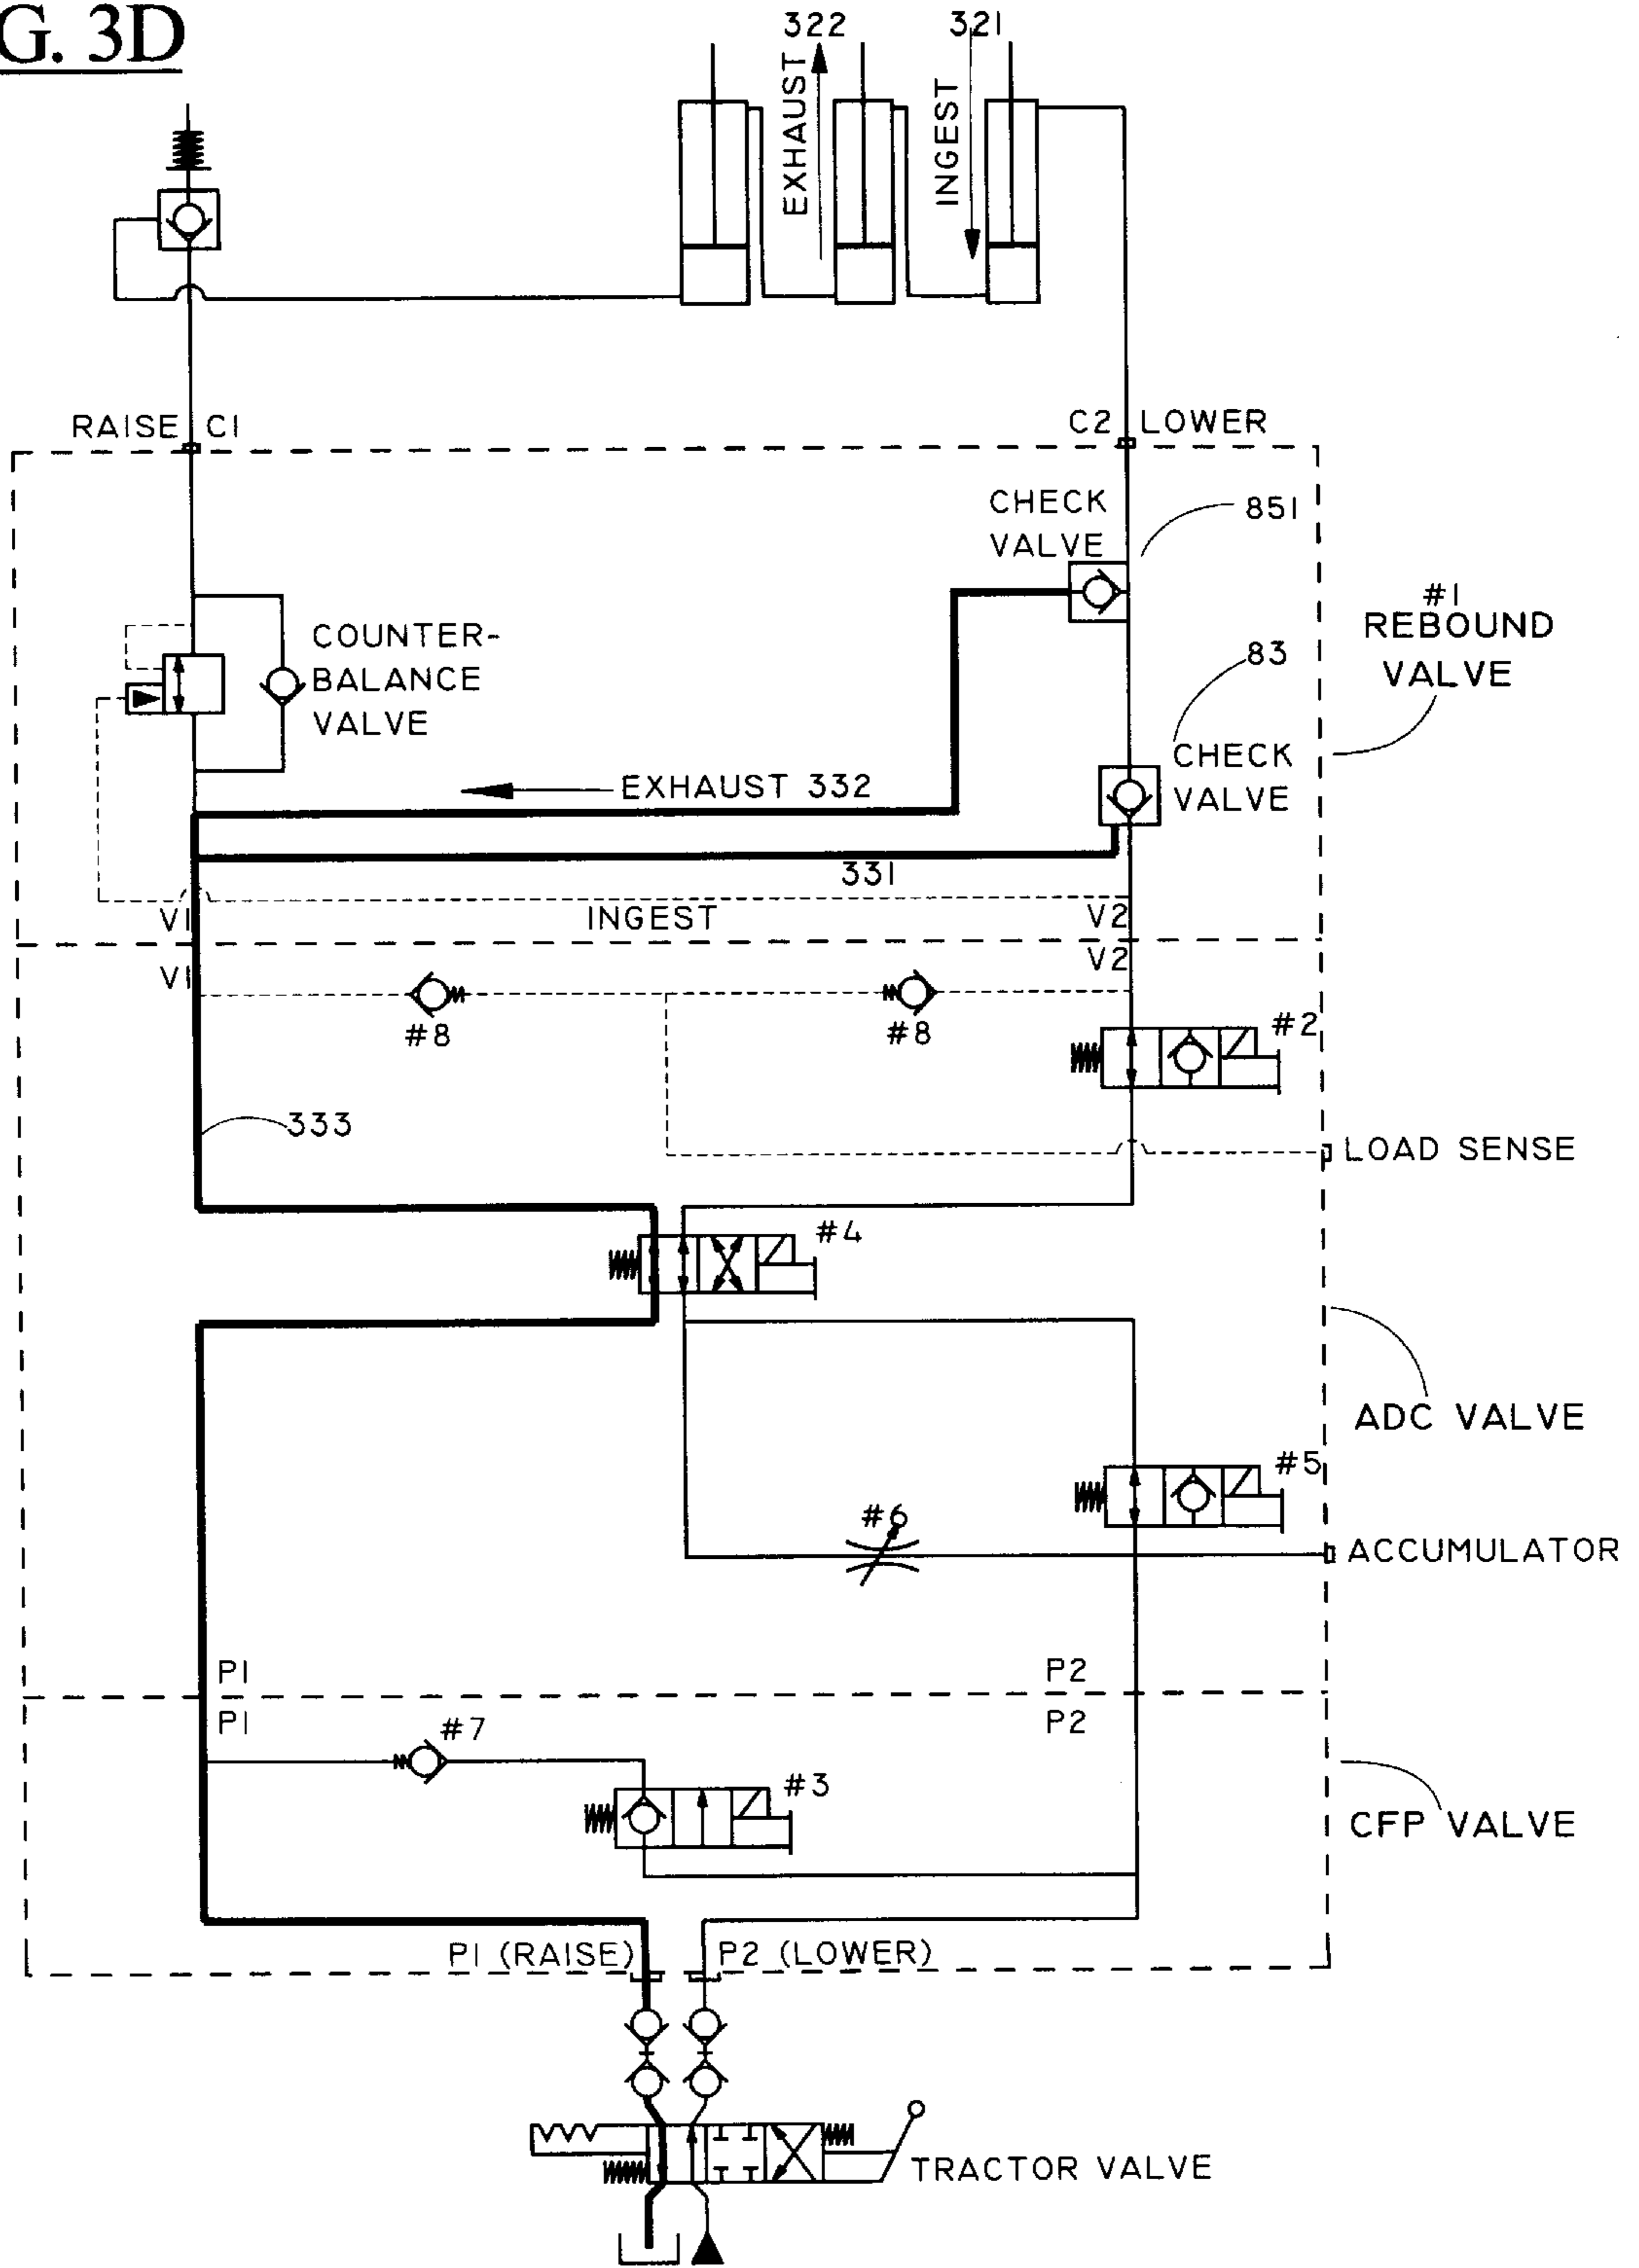 G. 3D
322
321
EXHAUST
INGEST
RAISE C1
C2 LOWER
CHECK
VALVE
851
#1
REBOUND
VALVE
COUNTER-
BALANCE
VALVE
83
CHECK
VALVE
EXHAUST 332
331
V1
INGEST
V2
V1
V2
#8
#8
#2
333
LOAD SENSE
#4
ADC VALVE
#5
#6
ACCUMULATOR
P1
P2
P1
P2
#7
#3
CFP VALVE
P1 (RAISE)
P2 (LOWER)
TRACTOR VALVE